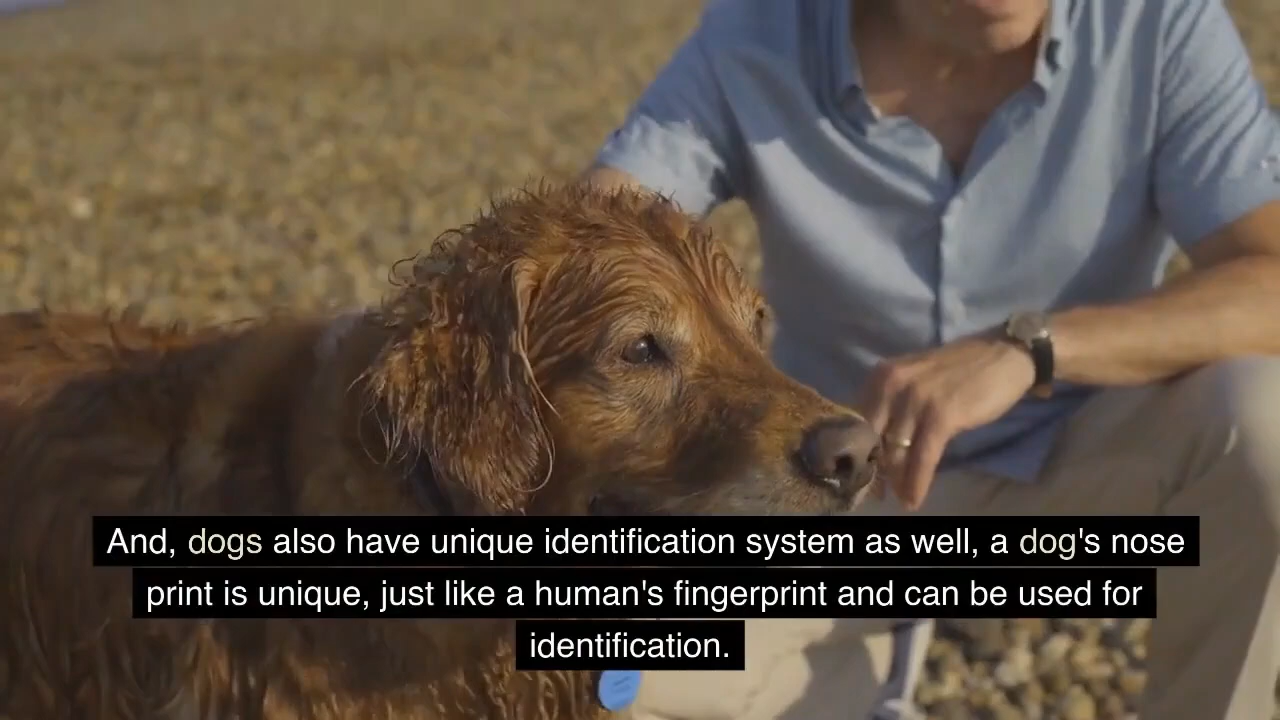 And, dogs also have unique identification system as well, a dog's nose
print is unique, just like a human's fingerprint and can be used for
identification.